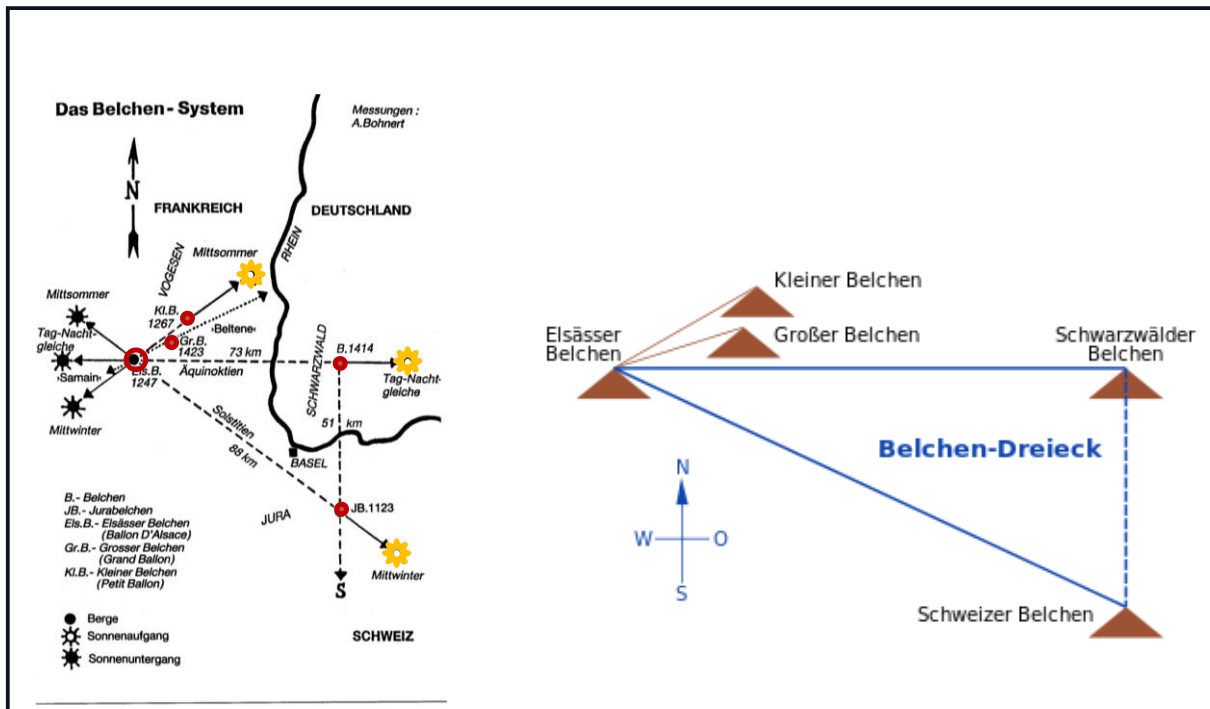 Das Belchen - System
Messungen :
A.Bohnert
N
FRANKREICH
DEUTSCHLAND
VOGESEN
RHEIN
Mittsommer
Mittsommer
Kl.B.
1267
›Beltene‹
Gr.B.
1423
Tag-Nacht-
gleiche
73 km
SCHWARZWALD
B.1414
›Samain‹
Els.B.
1247
Äquinoktien
Tag-Nacht-
gleiche
Mittwinter
Solstitien
88 km
51 km
BASEL
JURA
JB.1123
Mittwinter
S
SCHWEIZ
B.- Belchen
JB.- Jurabelchen
Els.B.- Elsässer Belchen
(Ballon D'Alsace)
Gr.B.- Grosser Belchen
(Grand Ballon)
Kl.B.- Kleiner Belchen
(Petit Ballon)
Berge
Sonnenaufgang
Sonnenuntergang
Kleiner Belchen
Elsässer
Belchen
Großer Belchen
Schwarzwälder
Belchen
Belchen-Dreieck
N
W
O
S
Schweizer Belchen